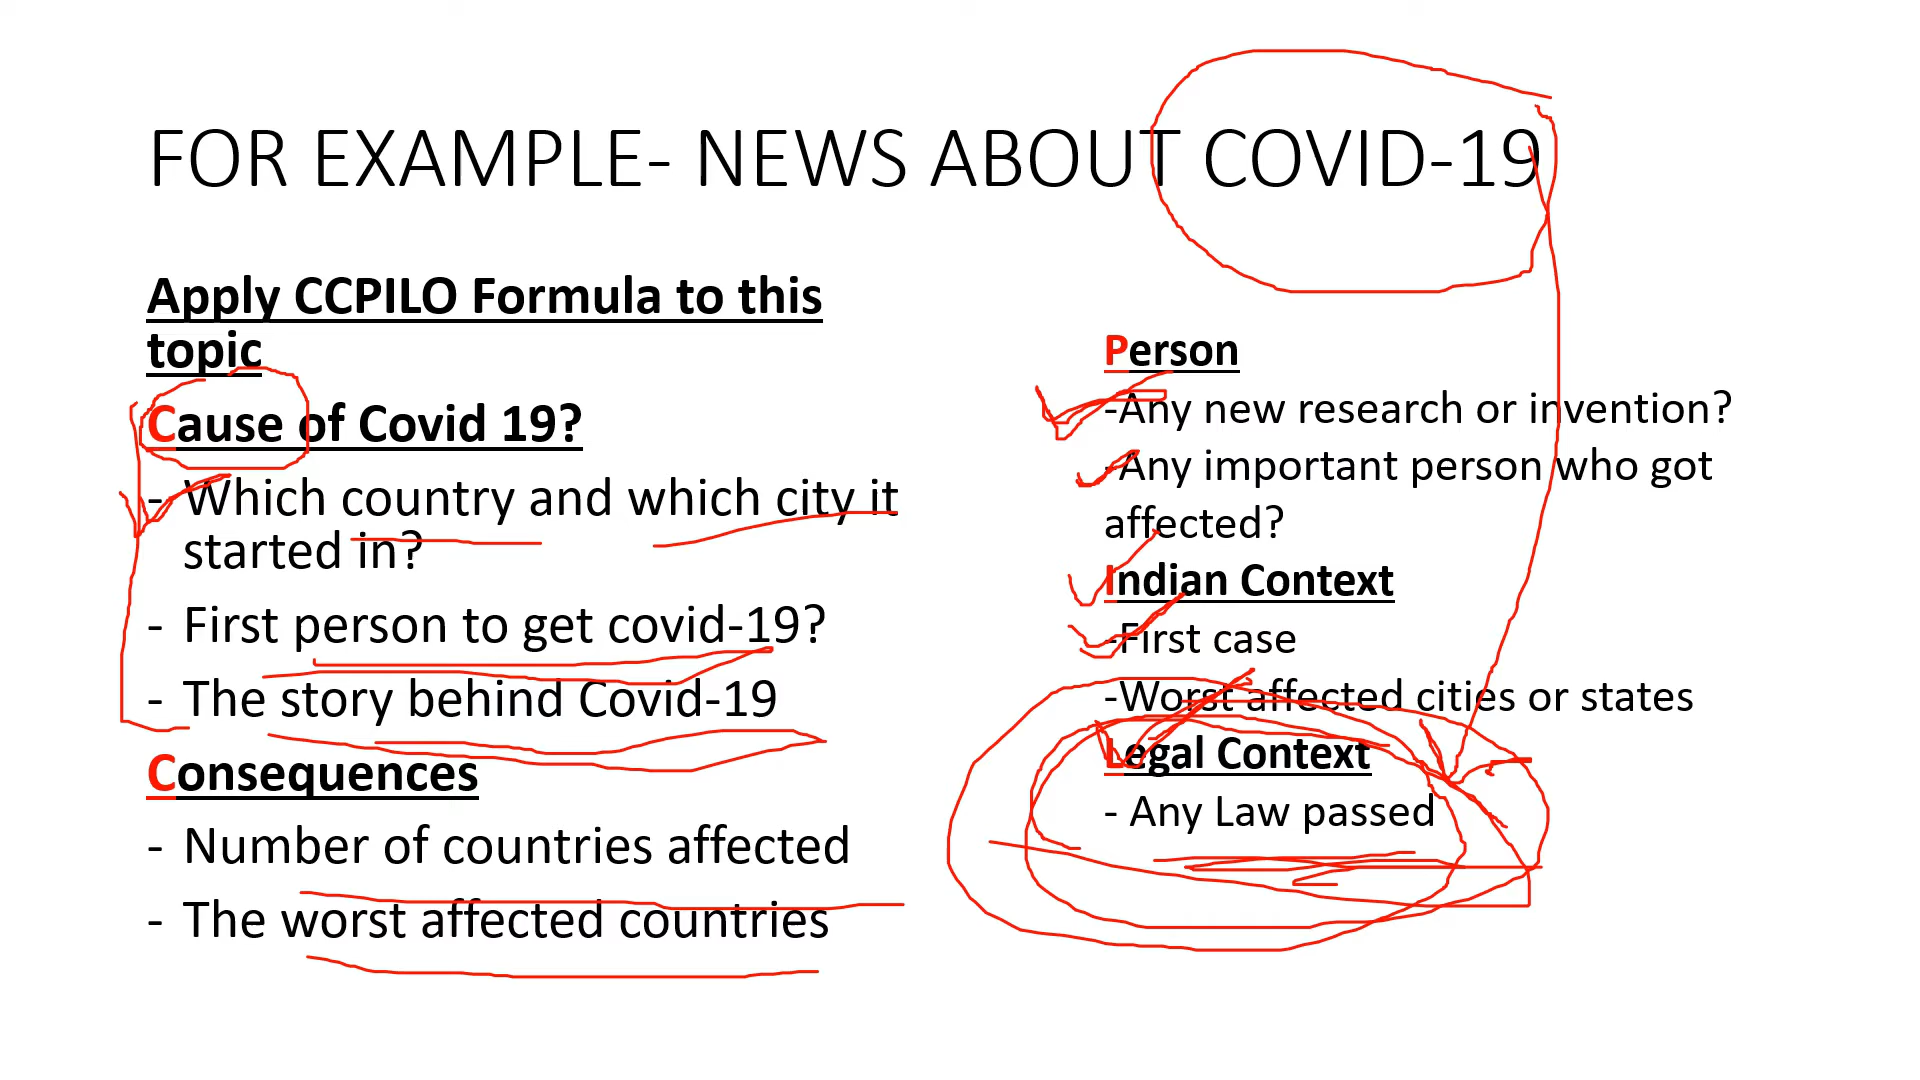 FOR EXAMPLE- NEWS ABOUT COVID-19
Apply CCPILO Formula to this
topic
Cause of Covid 19?
- Which country and which city it
started in?
- First person to get covid-19?
- The story behind Covid-19
Consequences
- Number of countries affected
- The worst affected countries
Person
-Any new research or invention?
-Any important person who got
affected?
Indian Context
-First case
-Worst affected cities or states
Legal Context
- Any Law passed